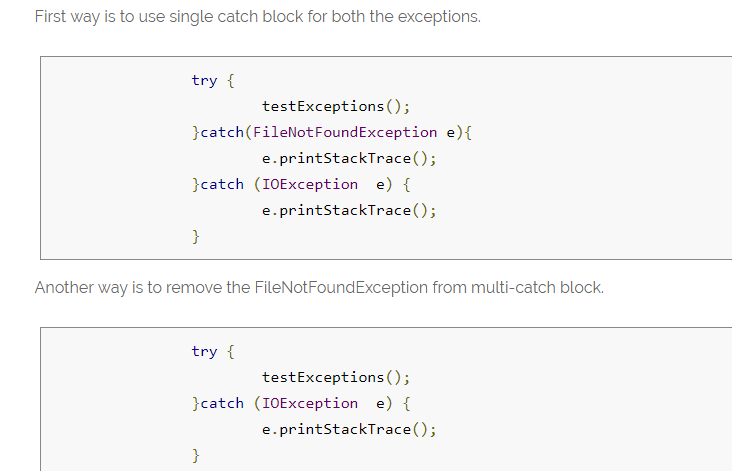 First way is to use single catch block for both the exceptions.
try {
testExceptions();
}catch(FileNotFoundException e){
e.printStackTrace();
}catch (IOException  e) {
e.printStackTrace();
}
Another way is to remove the FileNotFoundException from multi-catch block.
try {
testExceptions();
}catch (IOException  e) {
e.printStackTrace();
}